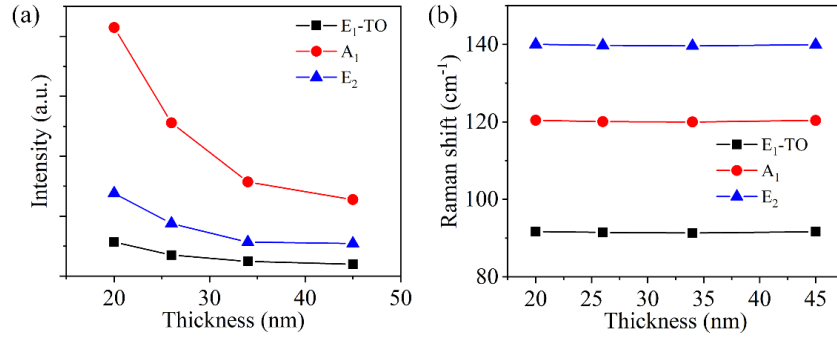 (a)
E₁-TO
A₁
E₂
Intensity (a.u.)
20 30 40 50
Thickness (nm)
(b)
140
120
100
80
Raman shift (cm⁻¹)
E₁-TO
A₁
E₂
20 25 30 35 40 45
Thickness (nm)